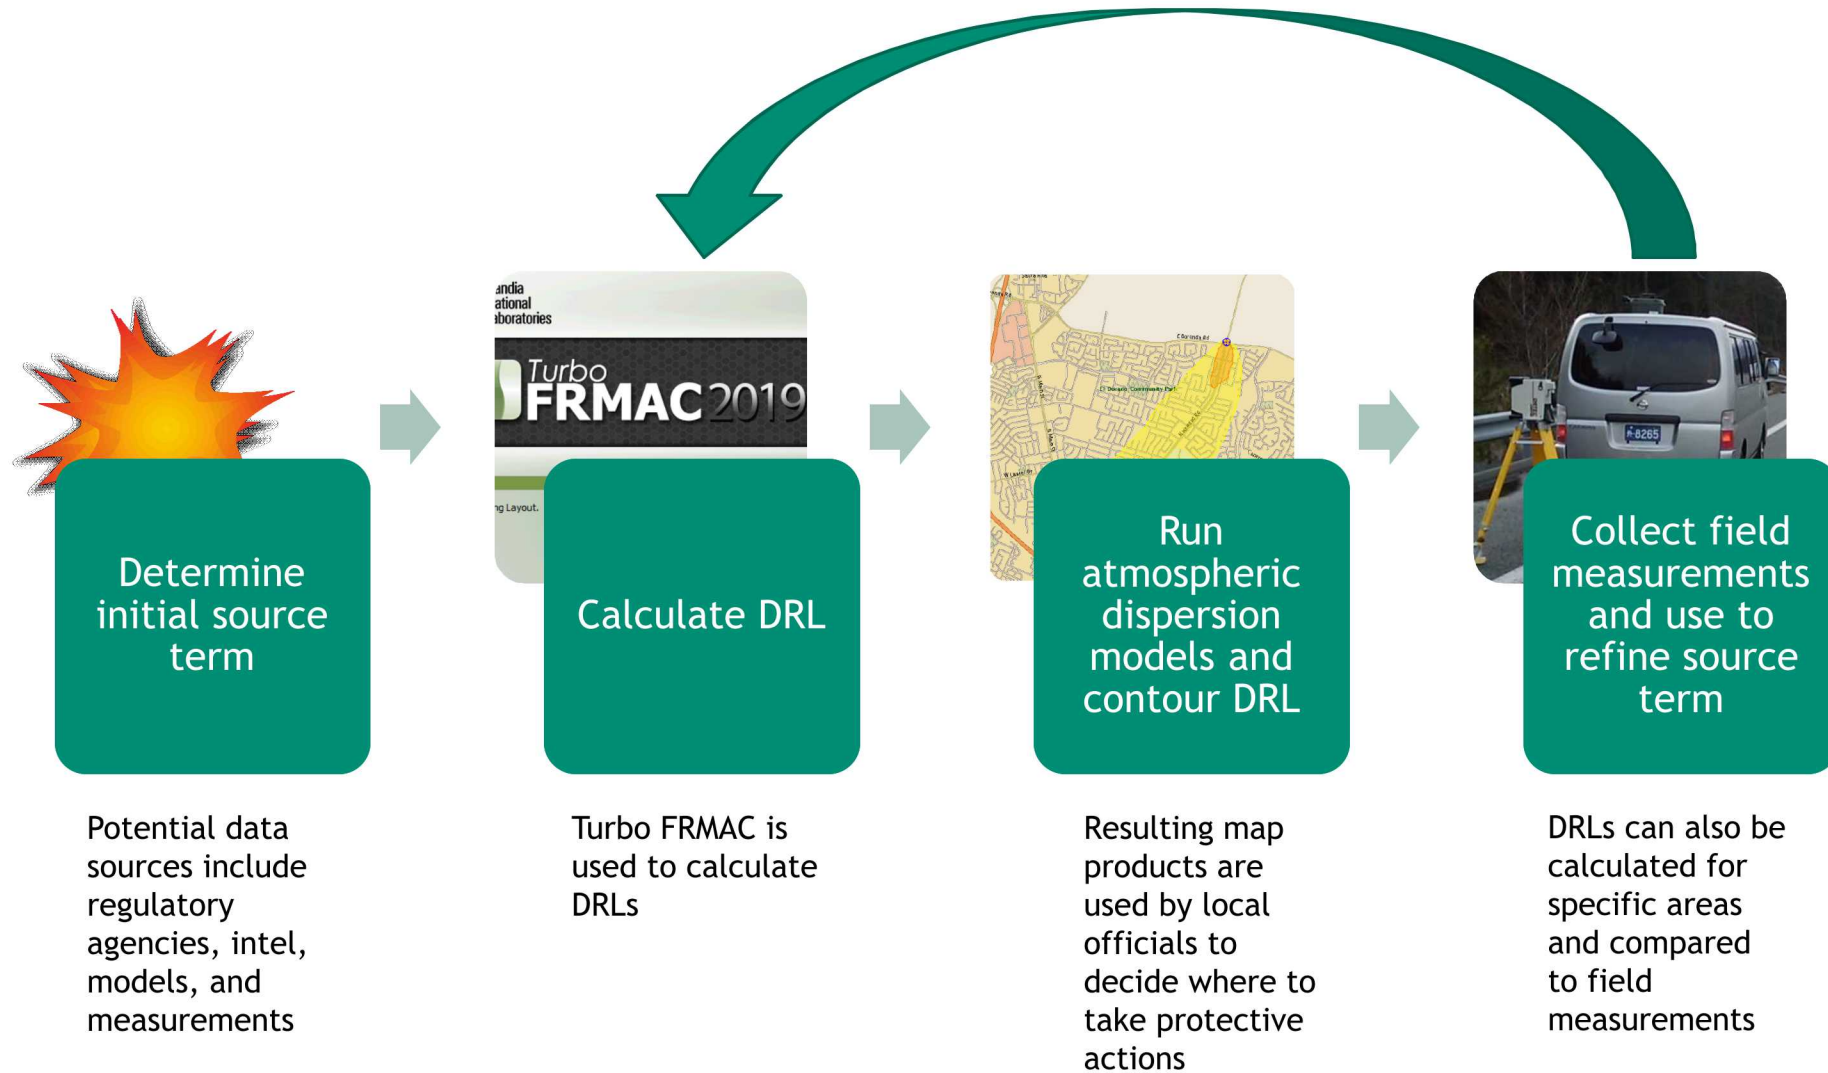 andia
ational
aboratories
Turbo
FRMAC 2019
ng Layout.
E Duranda Rd
N Main St
8265
Determine
initial source
term
Calculate DRL
Run
atmospheric
dispersion
models and
contour DRL
Collect field
measurements
and use to
refine source
term
Potential data
sources include
regulatory
agencies, intel,
models, and
measurements
Turbo FRMAC is
used to calculate
DRLs
Resulting map
products are
used by local
officials to
decide where to
take protective
actions
DRLs can also be
calculated for
specific areas
and compared
to field
measurements